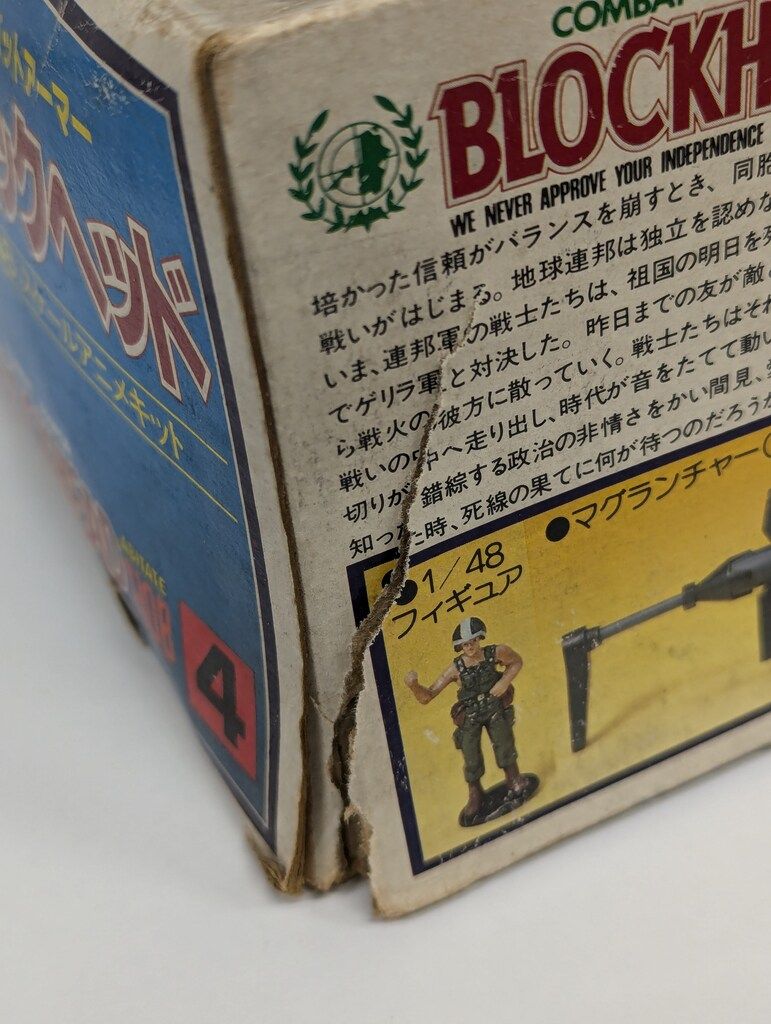 ットアーマー
ックヘッド
スケールアニメキット
AGITATE
4
COMBAT
BLOCKH
WE NEVER APPROVE YOUR INDEPENDENCE
培かった信頼がバランスを崩すとき、同胞
戦いがはじまる。地球連邦は独立を認めな
いま、連邦軍の戦士たちは、祖国の明日を
でゲリラ軍と対決した。昨日までの友が敵
ら戦火の彼方に散っていく。戦士たちはそれ
戦いの中へ走り出し、時代が音をたてて動い
切りが、錯綜する政治の非情さをかい間見、
知った時、死線の果てに何が待つのだろうか
●1/48
フィギュア
●マグランチャー